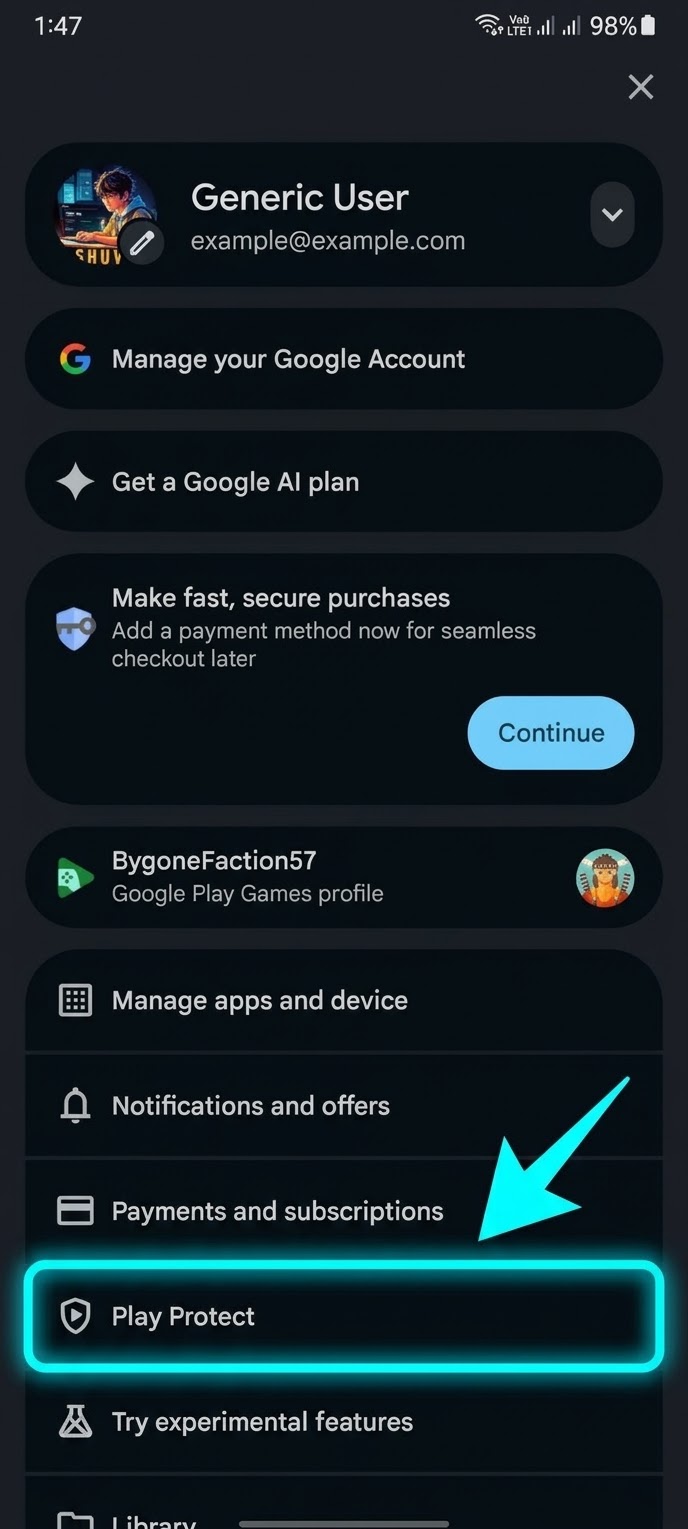 1:47
LTE1
98%
Generic User
example@example.com
Manage your Google Account
Get a Google AI plan
Make fast, secure purchases
Add a payment method now for seamless
checkout later
Continue
BygoneFaction57
Google Play Games profile
Manage apps and device
Notifications and offers
Payments and subscriptions
Play Protect
Try experimental features
Library